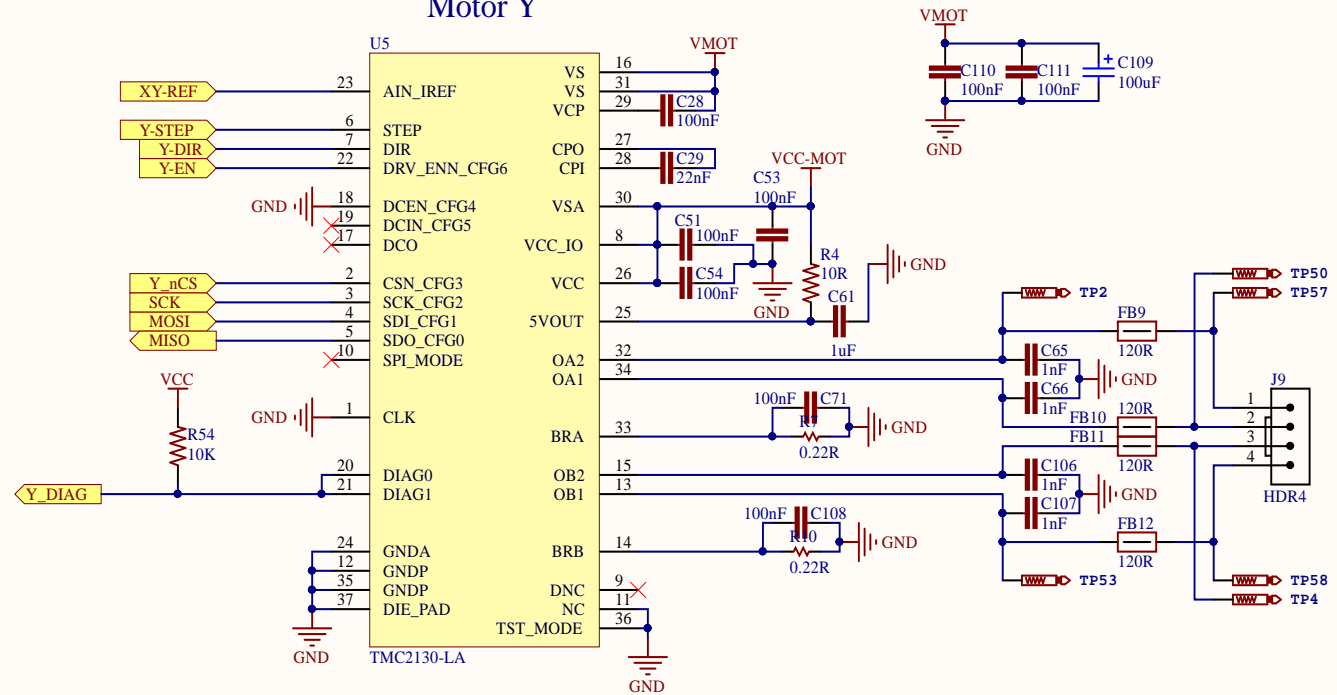 Motor Y
U5
VMOT
XY-REF
23
AIN_IREF
VS
16
VS
31
VCP
29
C28
100nF
Y-STEP
6
STEP
Y-DIR
7
DIR
Y-EN
22
DRV_ENN_CFG6
CPO
27
CPI
28
C29
22nF
GND
18
DCEN_CFG4
19
DCIN_CFG5
17
DCO
VSA
30
VCC_IO
8
VCC
26
5VOUT
25
VCC-MOT
C53
100nF
C51
100nF
C54
100nF
GND
R4
10R
C61
1uF
GND
Y_nCS
2
CSN_CFG3
SCK
3
SCK_CFG2
MOSI
4
SDI_CFG1
MISO
5
SDO_CFG0
10
SPI_MODE
OA2
32
OA1
34
GND
1
CLK
VCC
R54
10K
BRA
33
100nF
C71
R7
0.22R
GND
Y_DIAG
20
DIAG0
21
DIAG1
OB2
15
OB1
13
BRB
14
100nF
C108
R10
0.22R
GND
24
GNDA
12
GNDP
35
GNDP
37
DIE_PAD
GND
DNC
9
NC
11
TST_MODE
36
GND
TMC2130-LA
VMOT
C110
100nF
C111
100nF
+
C109
100uF
GND
TP2
TP50
TP57
FB9
120R
C65
1nF
C66
1nF
GND
FB10
120R
FB11
120R
C106
1nF
C107
1nF
GND
FB12
120R
TP53
TP58
TP4
J9
1
2
3
4
HDR4